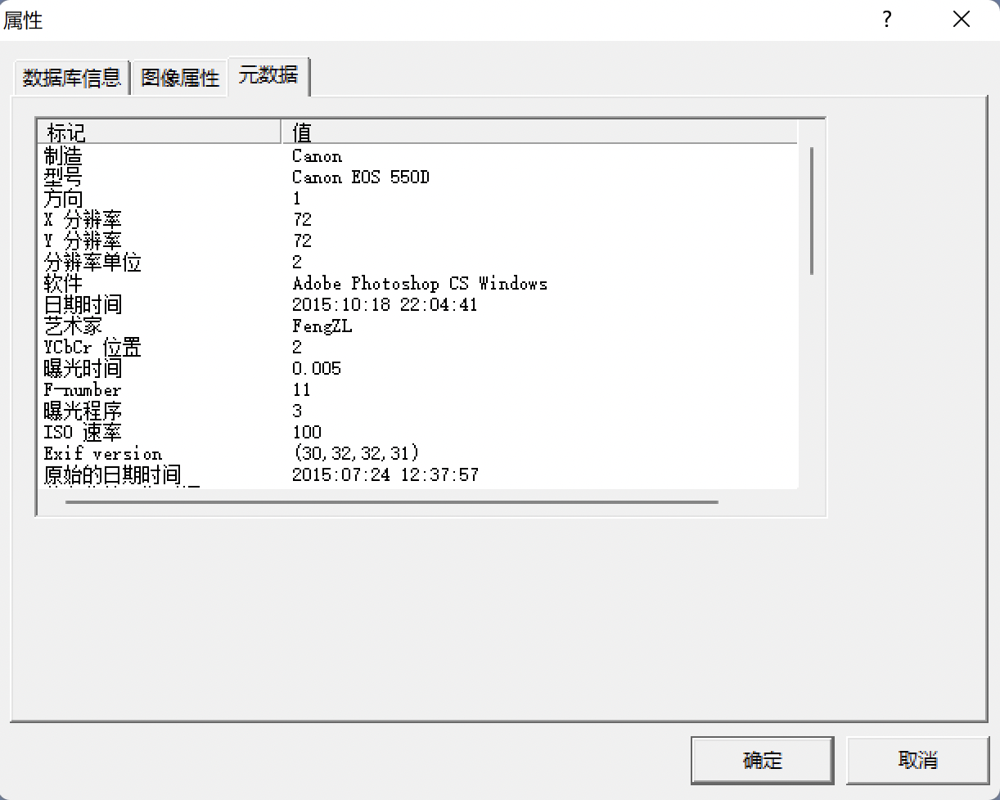 属性
数据库信息 图像属性 元数据
标记 值
制造 Canon
型号 Canon EOS 550D
方向 1
X 分辨率 72
Y 分辨率 72
分辨率单位 2
软件 Adobe Photoshop CS Windows
日期时间 2015:10:18 22:04:41
艺术家 FengZL
YCbCr 位置 2
曝光时间 0.005
F-number 11
曝光程序 3
ISO 速率 100
Exif version (30,32,32,31)
原始的日期时间 2015:07:24 12:37:57
确定 取消